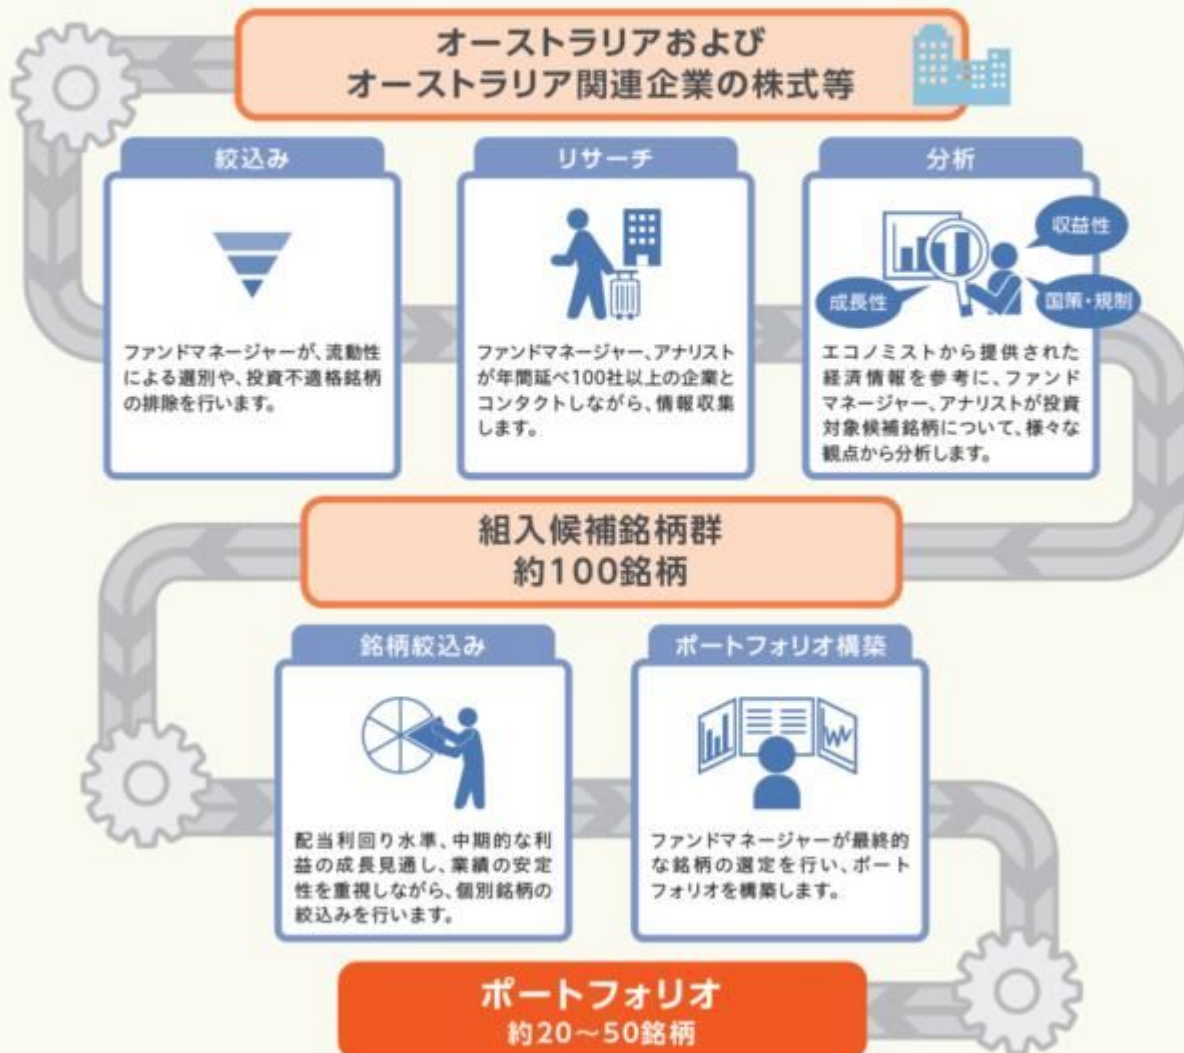 オーストラリアおよび
オーストラリア関連企業の株式等
絞込み
ファンドマネージャーが、流動性
による選別や、投資不適格銘柄
の排除を行います。
リサーチ
ファンドマネージャー、アナリスト
が年間延べ100社以上の企業と
コンタクトしながら、情報収集
します。
分析
収益性
成長性
国策・規制
エコノミストから提供された
経済情報を参考に、ファンド
マネージャー、アナリストが投資
対象候補銘柄について、様々な
観点から分析します。
組入候補銘柄群
約100銘柄
銘柄絞込み
配当利回り水準、中期的な利
益の成長見通し、業績の安定
性を重視しながら、個別銘柄の
絞込みを行います。
ポートフォリオ構築
ファンドマネージャーが最終的
な銘柄の選定を行い、ポート
フォリオを構築します。
ポートフォリオ
約20～50銘柄